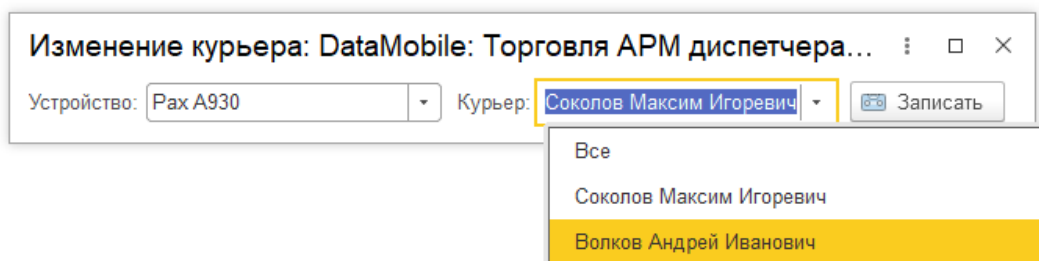 Изменение курьера: DataMobile: Торговля АРМ диспетчера...
Устройство: Pax A930 Курьер: Соколов Максим Игоревич Записать
Все
Соколов Максим Игоревич
Волков Андрей Иванович